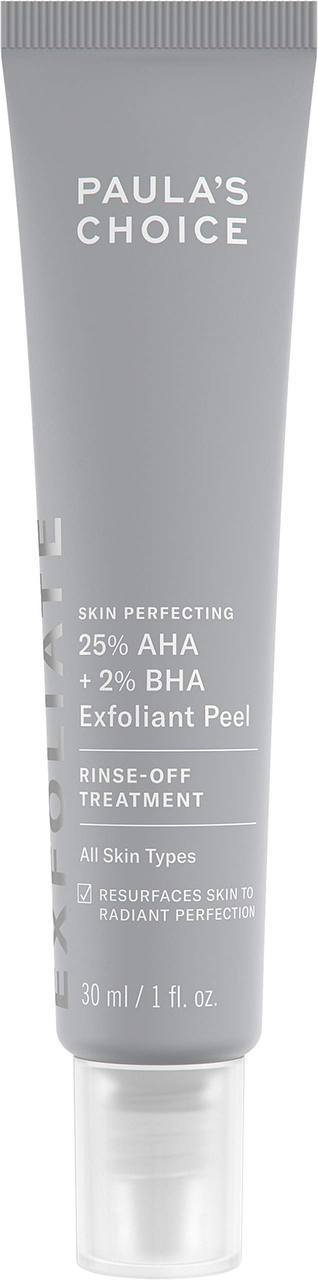 PAULA'S
CHOICE
EXFOLIATE
SKIN PERFECTING
25% AHA
+ 2% BHA
Exfoliant Peel
RINSE-OFF
TREATMENT
All Skin Types
☑ RESURFACES SKIN TO
RADIANT PERFECTION
30 ml / 1 fl. oz.